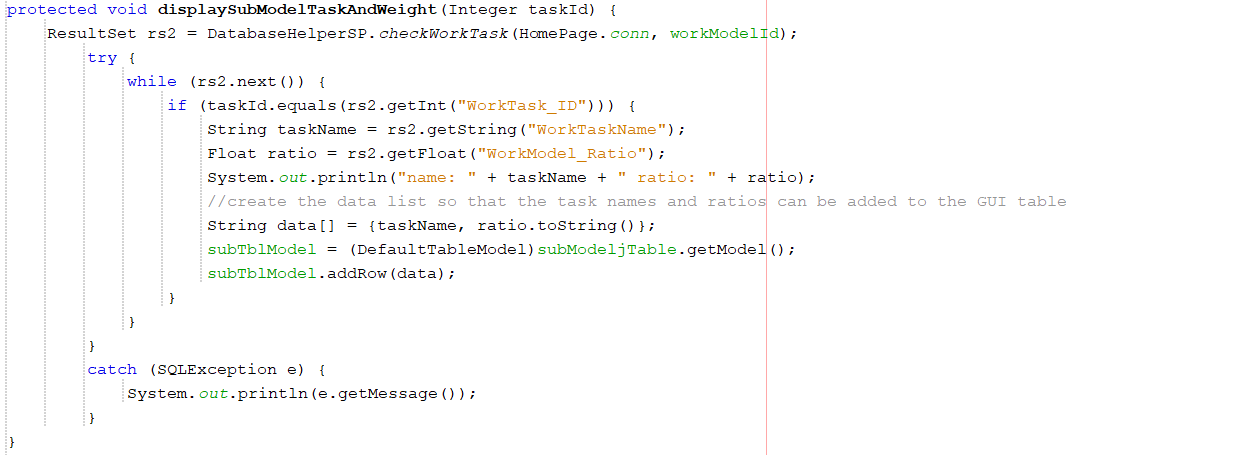 protected void displaySubModelTaskAndWeight(Integer taskId) {
    ResultSet rs2 = DatabaseHelperSP.checkWorkTask(HomePage.conn, workModelId);
        try {
            while (rs2.next()) {
                if (taskId.equals(rs2.getInt("WorkTask_ID"))) {
                    String taskName = rs2.getString("WorkTaskName");
                    Float ratio = rs2.getFloat("WorkModel_Ratio");
                    System.out.println("name: " + taskName + " ratio: " + ratio);
                    //create the data list so that the task names and ratios can be added to the GUI table
                    String data[] = {taskName, ratio.toString()};
                    subTblModel = (DefaultTableModel)subModeljTable.getModel();
                    subTblModel.addRow(data);
                }
            }
        }
        catch (SQLException e) {
            System.out.println(e.getMessage());
        }
}